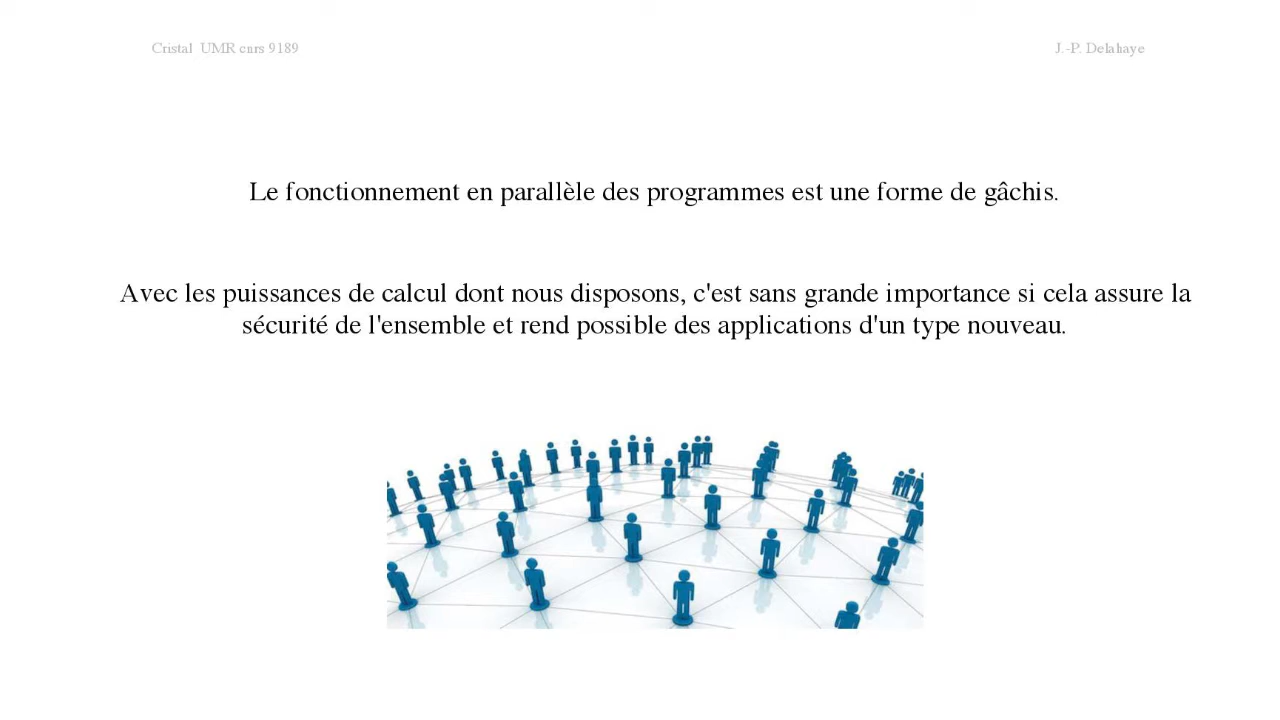 Cristal UMR cnrs 9189
J.-P. Delahaye
Le fonctionnement en parallèle des programmes est une forme de gâchis.
Avec les puissances de calcul dont nous disposons, c'est sans grande importance si cela assure la
sécurité de l'ensemble et rend possible des applications d'un type nouveau.